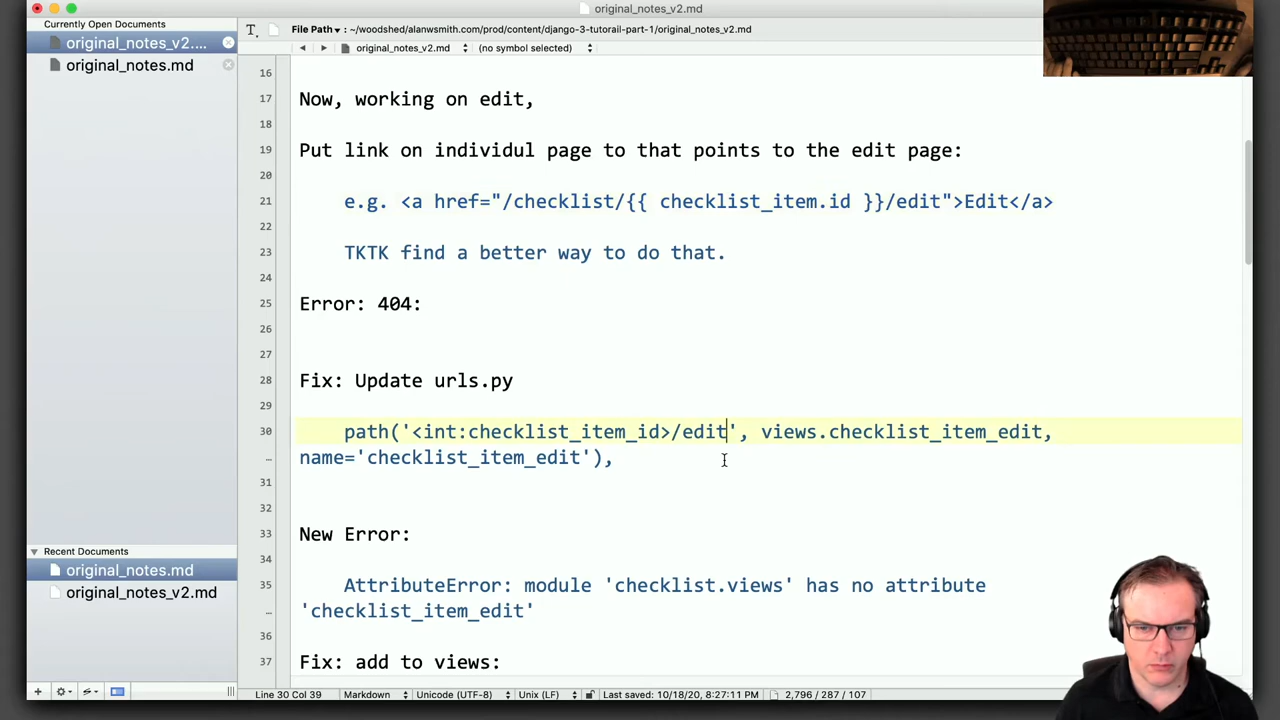 original_notes_v2.md
Currently Open Documents
original_notes_v2....
original_notes.md
File Path ▾ : ~/woodshed/alanwsmith.com/prod/content/django-3-tutorail-part-1/original_notes_v2.md
original_notes_v2.md (no symbol selected)
16
17 Now, working on edit,
18
19 Put link on individul page to that points to the edit page:
20
21 e.g. <a href="/checklist/{{ checklist_item.id }}/edit">Edit</a>
22
23 TKTK find a better way to do that.
24
25 Error: 404:
26
27
28 Fix: Update urls.py
29
30 path('<int:checklist_item_id>/edit', views.checklist_item_edit,
name='checklist_item_edit'),
31
32
33 New Error:
34
35 AttributeError: module 'checklist.views' has no attribute
'checklist_item_edit'
36
37 Fix: add to views:
Recent Documents
original_notes.md
original_notes_v2.md
Line 30 Col 39 Markdown Unicode (UTF-8) Unix (LF) Last saved: 10/18/20, 8:27:11 PM 2,796 / 287 / 107